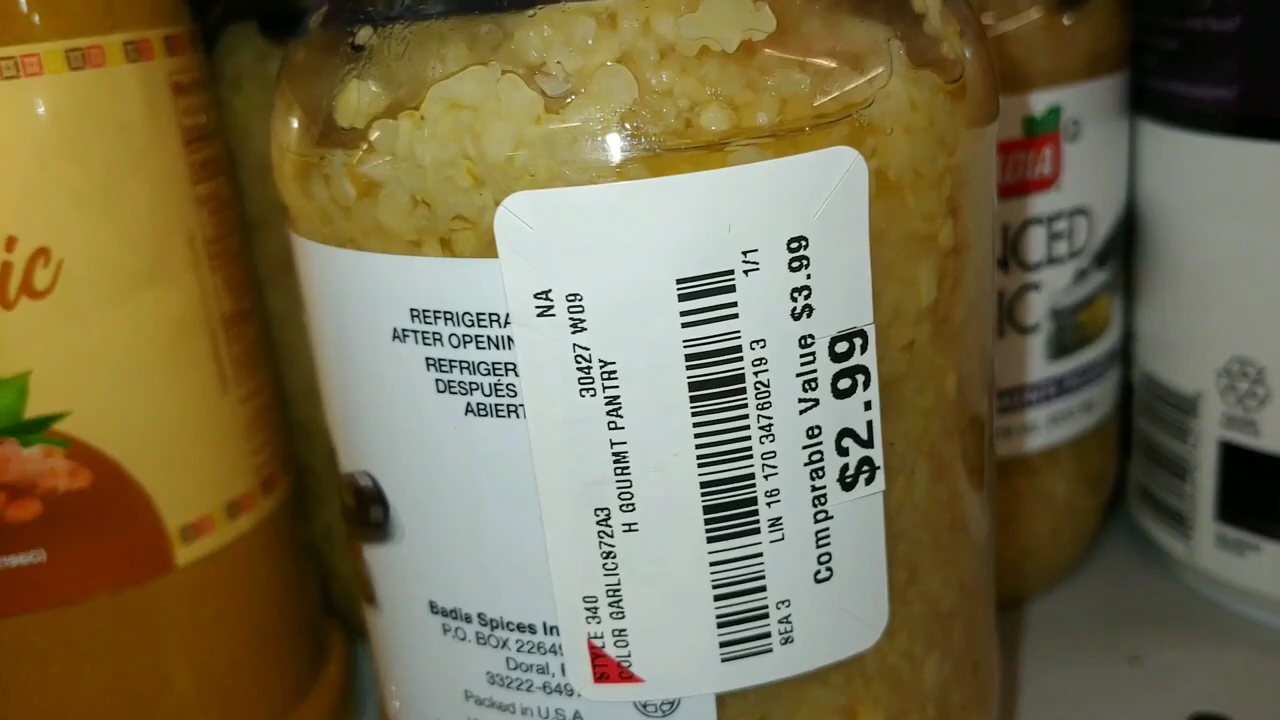 ic
REFRIGERA
AFTER OPENIN
REFRIGER
DESPUÉS
ABIERT
Badia Spices In
P.O. BOX 2264
Doral,
33222-649
Packed in U.S.A
STYLE 340
NA
COLOR GARLIC872A3
30427 W09
H GOURMT PANTRY
1/1
LIN 16 170 34760219 3
SEA 3
Comparable Value $3.99
$2.99
DIA
NCED
IC